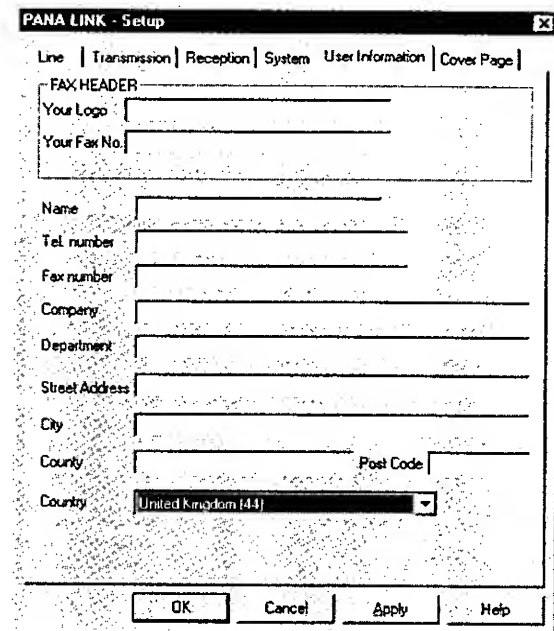 PANA LINK - Setup
Line Transmission Reception System User Information Cover Page
FAX HEADER
Your Logo
Your Fax No.
Name
Tel. number
Fax number
Company
Department
Street Address
City
County Post Code
Country United Kingdom (44)
OK Cancel Apply Help